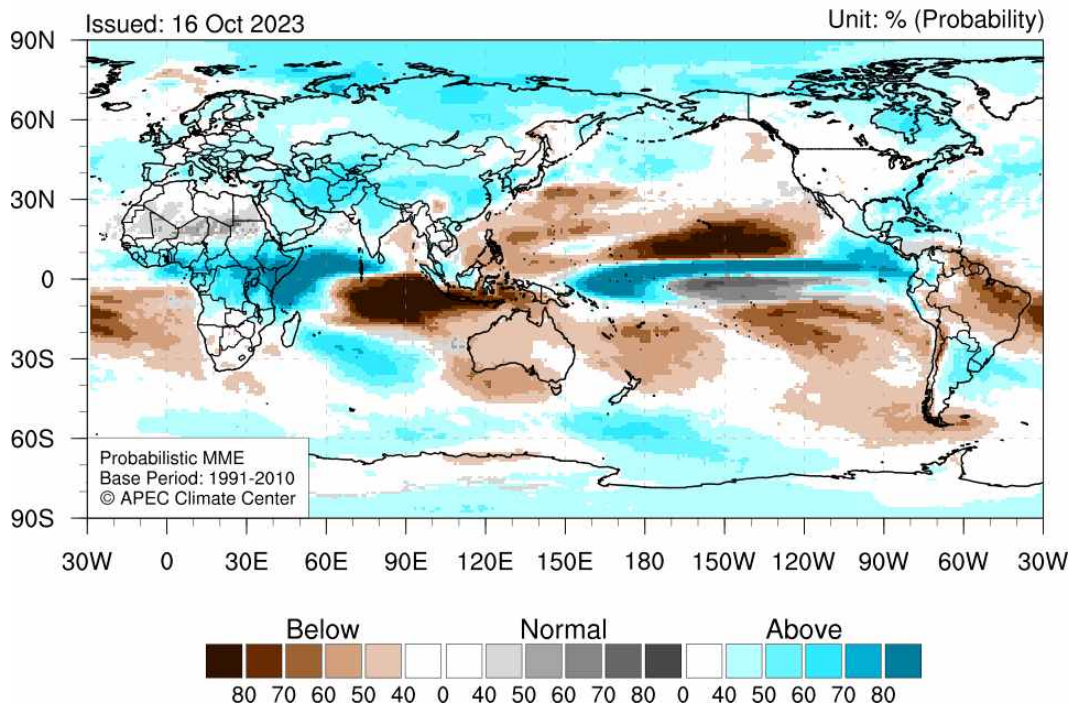 Issued: 16 Oct 2023 Unit: % (Probability)
90N
60N
30N
0
30S
60S
90S
Probabilistic MME
Base Period: 1991-2010
© APEC Climate Center
30W 0 30E 60E 90E 120E 150E 180 150W 120W 90W 60W 30W
Below Normal Above
80 70 60 50 40 0 40 50 60 70 80 0 40 50 60 70 80